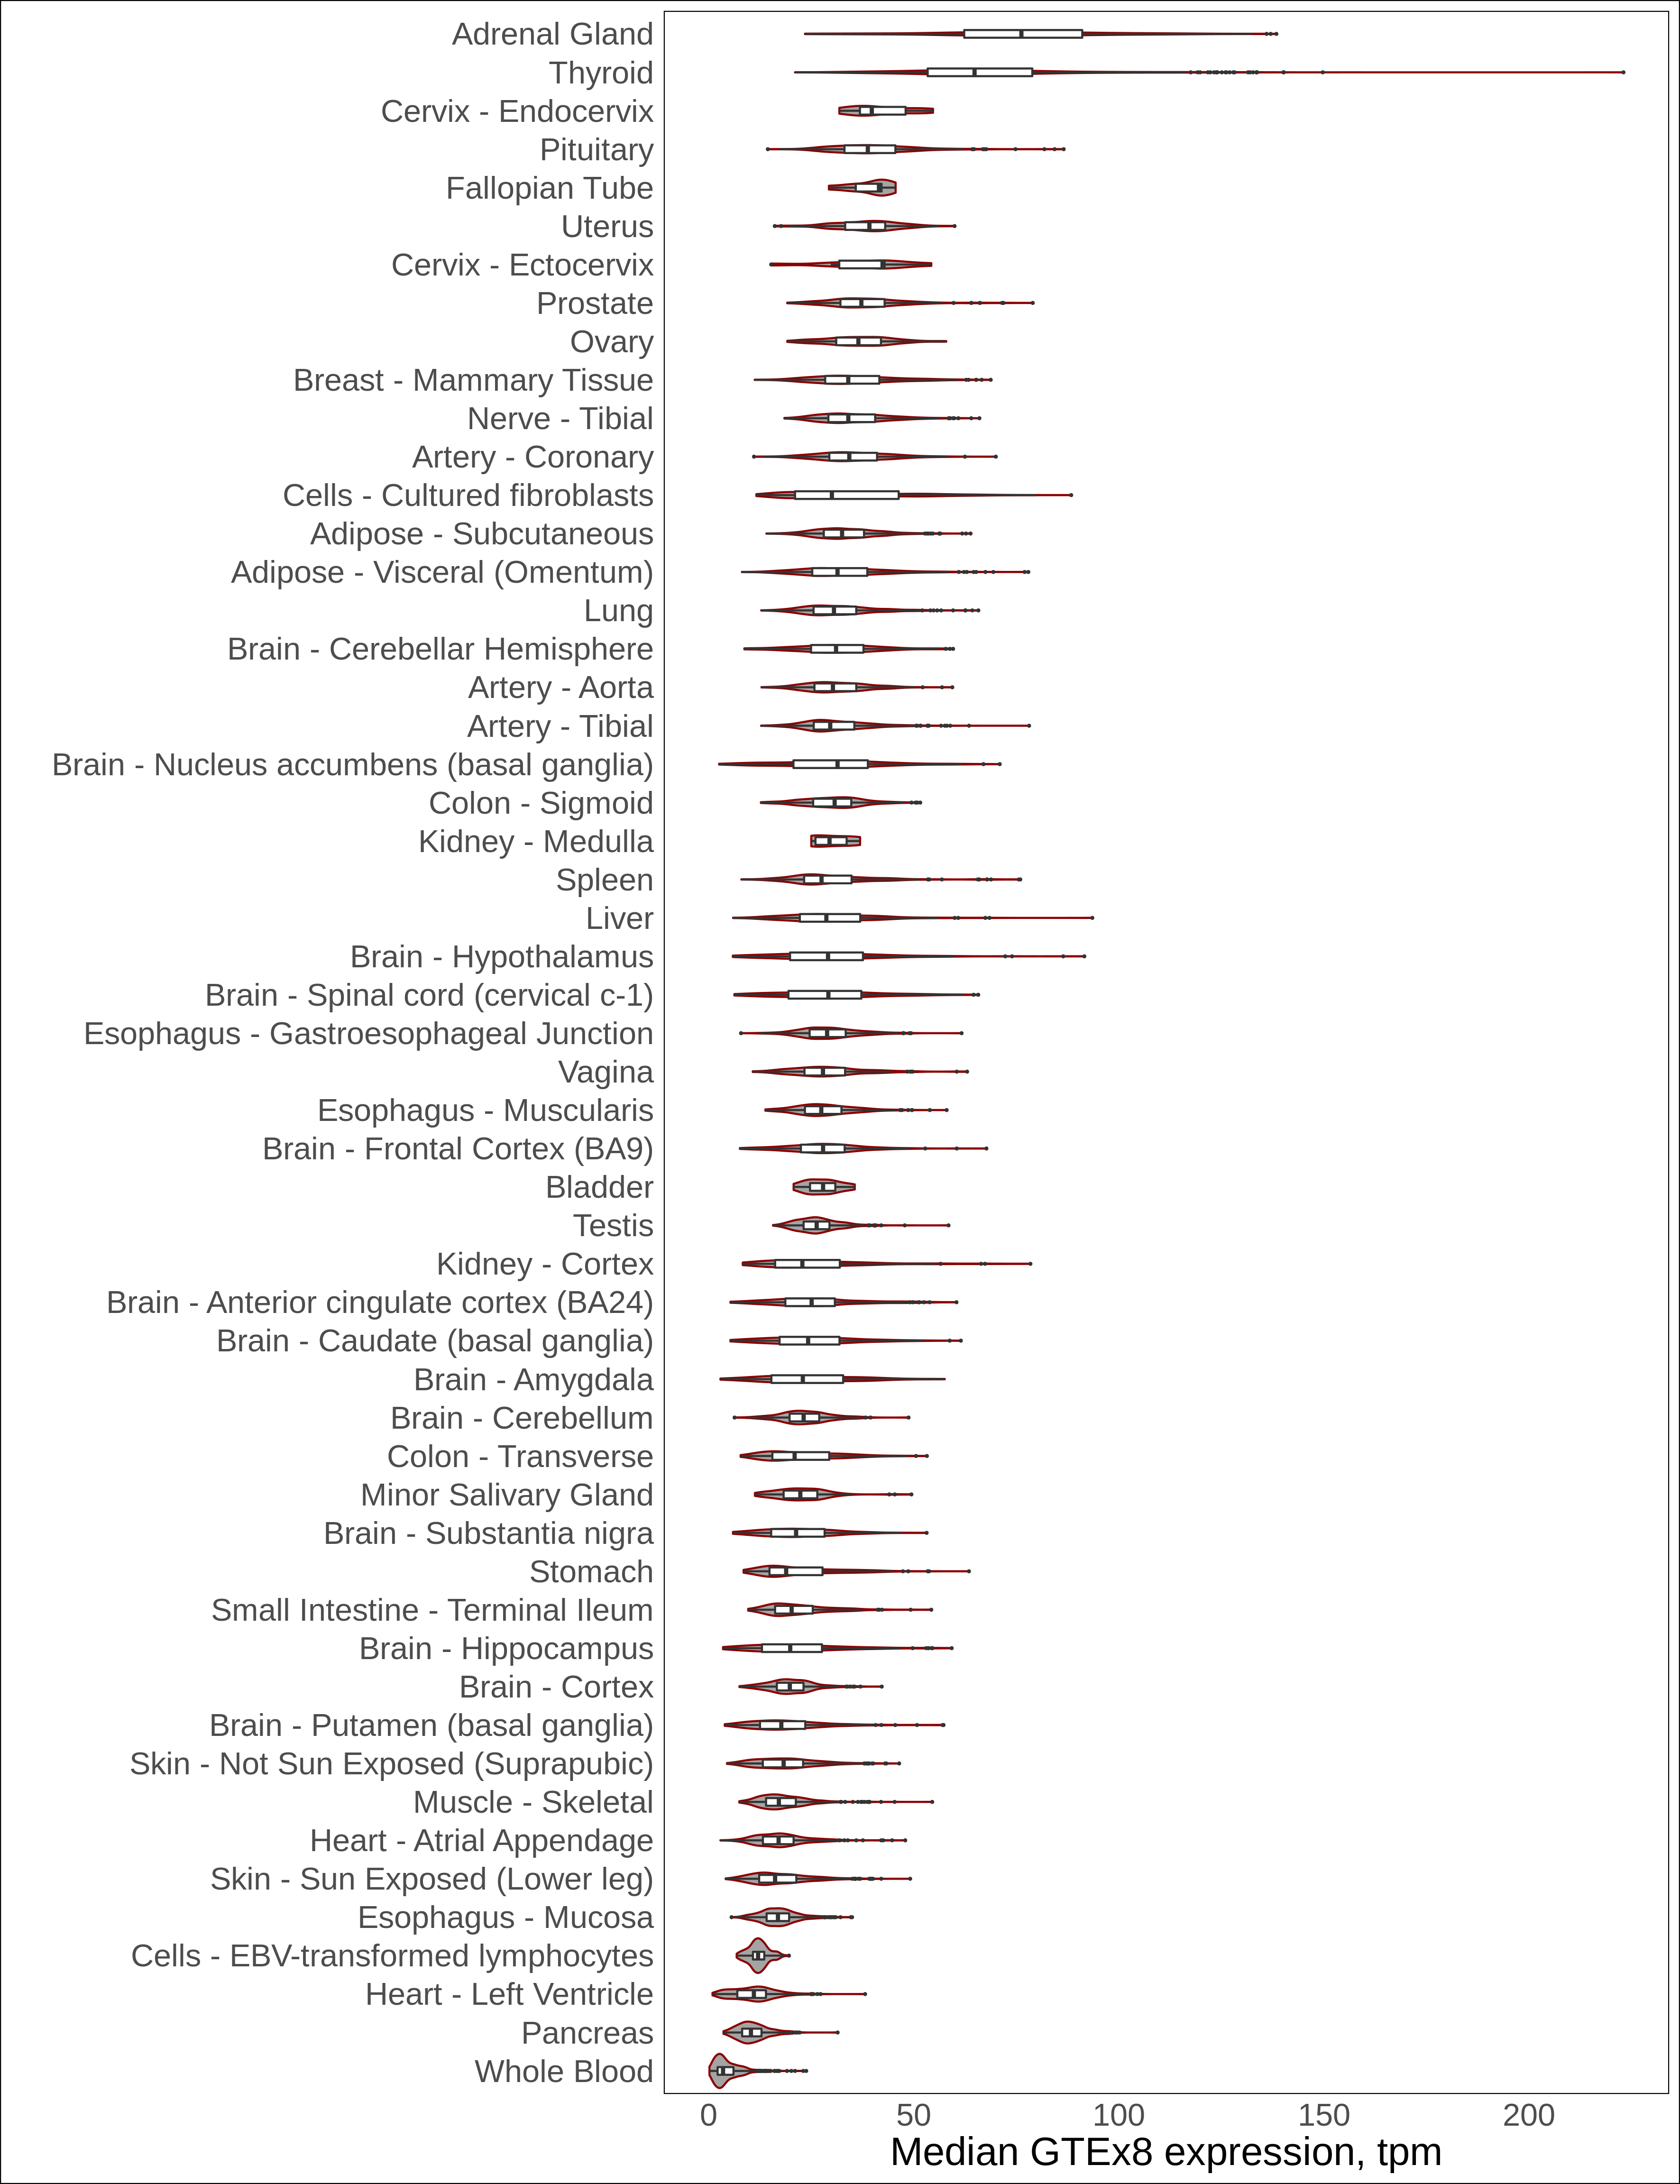 Adrenal Gland
Thyroid
Cervix - Endocervix
Pituitary
Fallopian Tube
Uterus
Cervix - Ectocervix
Prostate
Ovary
Breast - Mammary Tissue
Nerve - Tibial
Artery - Coronary
Cells - Cultured fibroblasts
Adipose - Subcutaneous
Adipose - Visceral (Omentum)
Lung
Brain - Cerebellar Hemisphere
Artery - Aorta
Artery - Tibial
Brain - Nucleus accumbens (basal ganglia)
Colon - Sigmoid
Kidney - Medulla
Spleen
Liver
Brain - Hypothalamus
Brain - Spinal cord (cervical c-1)
Esophagus - Gastroesophageal Junction
Vagina
Esophagus - Muscularis
Brain - Frontal Cortex (BA9)
Bladder
Testis
Kidney - Cortex
Brain - Anterior cingulate cortex (BA24)
Brain - Caudate (basal ganglia)
Brain - Amygdala
Brain - Cerebellum
Colon - Transverse
Minor Salivary Gland
Brain - Substantia nigra
Stomach
Small Intestine - Terminal Ileum
Brain - Hippocampus
Brain - Cortex
Brain - Putamen (basal ganglia)
Skin - Not Sun Exposed (Suprapubic)
Muscle - Skeletal
Heart - Atrial Appendage
Skin - Sun Exposed (Lower leg)
Esophagus - Mucosa
Cells - EBV-transformed lymphocytes
Heart - Left Ventricle
Pancreas
Whole Blood
0 50 100 150 200
Median GTEx8 expression, tpm